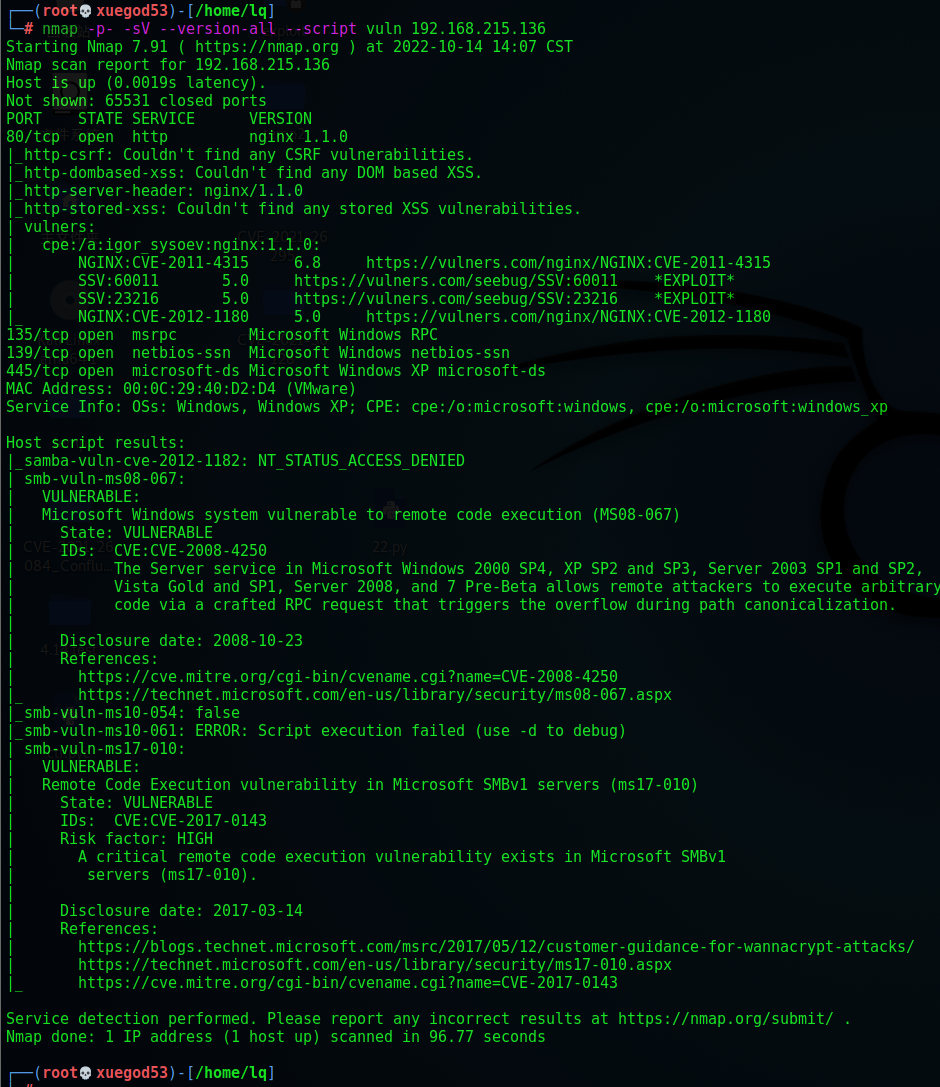 ┌──(root💀xuegod53)-[/home/lq]
└─# nmap -p- -sV --version-all --script vuln 192.168.215.136
Starting Nmap 7.91 ( https://nmap.org ) at 2022-10-14 14:07 CST
Nmap scan report for 192.168.215.136
Host is up (0.0019s latency).
Not shown: 65531 closed ports
PORT    STATE SERVICE      VERSION
80/tcp  open  http         nginx 1.1.0
|_http-csrf: Couldn't find any CSRF vulnerabilities.
|_http-dombased-xss: Couldn't find any DOM based XSS.
|_http-server-header: nginx/1.1.0
|_http-stored-xss: Couldn't find any stored XSS vulnerabilities.
| vulners:
|   cpe:/a:igor_sysoev:nginx:1.1.0:
|       NGINX:CVE-2011-4315     6.8     https://vulners.com/nginx/NGINX:CVE-2011-4315
|       SSV:60011       5.0     https://vulners.com/seebug/SSV:60011    *EXPLOIT*
|       SSV:23216       5.0     https://vulners.com/seebug/SSV:23216    *EXPLOIT*
|_      NGINX:CVE-2012-1180     5.0     https://vulners.com/nginx/NGINX:CVE-2012-1180
135/tcp open  msrpc        Microsoft Windows RPC
139/tcp open  netbios-ssn  Microsoft Windows netbios-ssn
445/tcp open  microsoft-ds Microsoft Windows XP microsoft-ds
MAC Address: 00:0C:29:40:D2:D4 (VMware)
Service Info: OSs: Windows, Windows XP; CPE: cpe:/o:microsoft:windows, cpe:/o:microsoft:windows_xp

Host script results:
|_samba-vuln-cve-2012-1182: NT_STATUS_ACCESS_DENIED
| smb-vuln-ms08-067:
|   VULNERABLE:
|   Microsoft Windows system vulnerable to remote code execution (MS08-067)
|     State: VULNERABLE
|     IDs:  CVE:CVE-2008-4250
|           The Server service in Microsoft Windows 2000 SP4, XP SP2 and SP3, Server 2003 SP1 and SP2,
|           Vista Gold and SP1, Server 2008, and 7 Pre-Beta allows remote attackers to execute arbitrary
|           code via a crafted RPC request that triggers the overflow during path canonicalization.
|
|     Disclosure date: 2008-10-23
|     References:
|       https://cve.mitre.org/cgi-bin/cvename.cgi?name=CVE-2008-4250
|_      https://technet.microsoft.com/en-us/library/security/ms08-067.aspx
|_smb-vuln-ms10-054: false
|_smb-vuln-ms10-061: ERROR: Script execution failed (use -d to debug)
| smb-vuln-ms17-010:
|   VULNERABLE:
|   Remote Code Execution vulnerability in Microsoft SMBv1 servers (ms17-010)
|     State: VULNERABLE
|     IDs:  CVE:CVE-2017-0143
|     Risk factor: HIGH
|       A critical remote code execution vulnerability exists in Microsoft SMBv1
|        servers (ms17-010).
|
|     Disclosure date: 2017-03-14
|     References:
|       https://blogs.technet.microsoft.com/msrc/2017/05/12/customer-guidance-for-wannacrypt-attacks/
|       https://technet.microsoft.com/en-us/library/security/ms17-010.aspx
|_      https://cve.mitre.org/cgi-bin/cvename.cgi?name=CVE-2017-0143

Service detection performed. Please report any incorrect results at https://nmap.org/submit/ .
Nmap done: 1 IP address (1 host up) scanned in 96.77 seconds

┌──(root💀xuegod53)-[/home/lq]
22.py